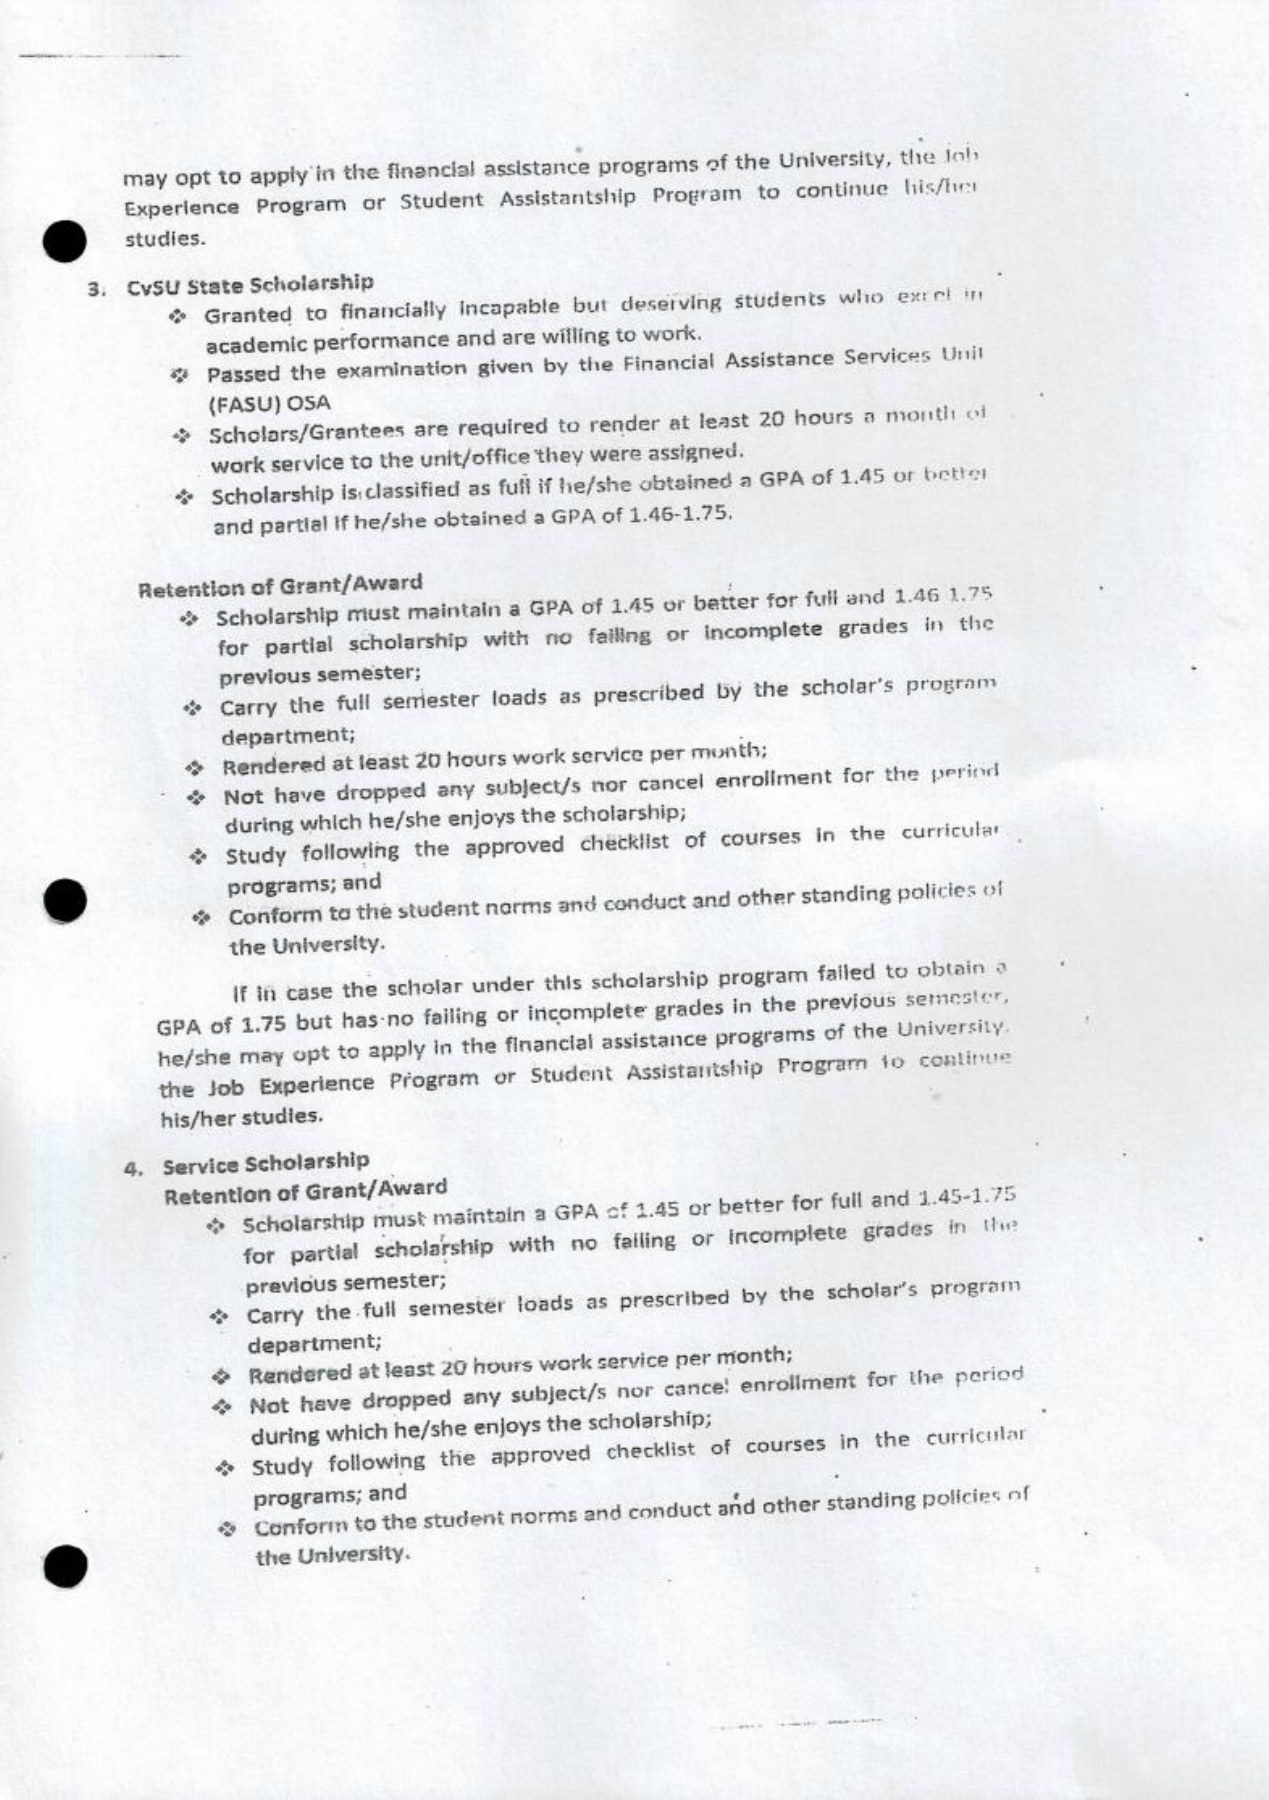 may opt to apply in the financial assistance programs of the University, the Job
Experience Program or Student Assistantship Program to continue his/her
studies.
3. CvSU State Scholarship
❖ Granted to financially incapable but deserving students who excel in
academic performance and are willing to work.
❖ Passed the examination given by the Financial Assistance Services Unit
(FASU) OSA
❖ Scholars/Grantees are required to render at least 20 hours a month of
work service to the unit/office they were assigned.
❖ Scholarship is classified as full if he/she obtained a GPA of 1.45 or better
and partial if he/she obtained a GPA of 1.46-1.75.
Retention of Grant/Award
❖ Scholarship must maintain a GPA of 1.45 or better for full and 1.46 1.75
for partial scholarship with no failing or incomplete grades in the
previous semester;
❖ Carry the full semester loads as prescribed by the scholar's program
department;
❖ Rendered at least 20 hours work service per month;
❖ Not have dropped any subject/s nor cancel enrollment for the period
during which he/she enjoys the scholarship;
❖ Study following the approved checklist of courses in the curricular
programs; and
❖ Conform to the student norms and conduct and other standing policies of
the University.
If in case the scholar under this scholarship program failed to obtain a
GPA of 1.75 but has no failing or incomplete grades in the previous semester,
he/she may opt to apply in the financial assistance programs of the University.
the Job Experience Program or Student Assistantship Program to continue
his/her studies.
4. Service Scholarship
Retention of Grant/Award
❖ Scholarship must maintain a GPA of 1.45 or better for full and 1.45-1.75
for partial scholarship with no failing or incomplete grades in the
previous semester;
❖ Carry the full semester loads as prescribed by the scholar's program
department;
❖ Rendered at least 20 hours work service per month;
❖ Not have dropped any subject/s nor cancel enrollment for the period
during which he/she enjoys the scholarship;
❖ Study following the approved checklist of courses in the curricular
programs; and
❖ Conform to the student norms and conduct and other standing policies of
the University.